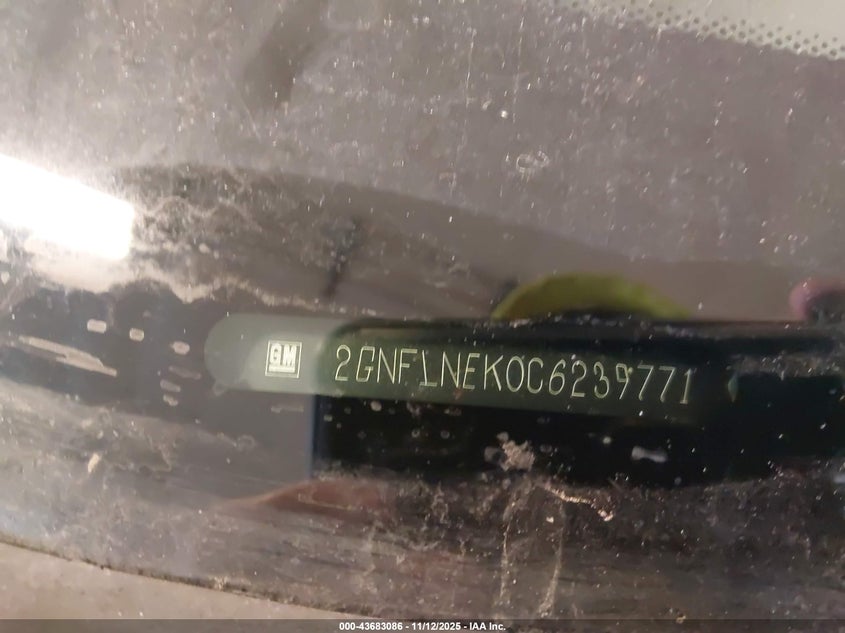 GM 2GNFLNEK0C6239771
000-43683086 - 11/12/2025 - IAA Inc.